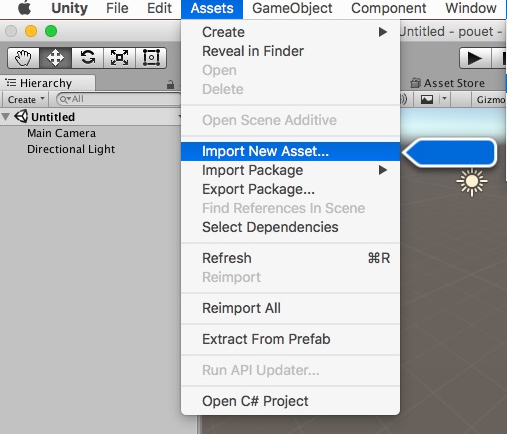 Unity File Edit Assets GameObject Component Window
Untitled - pouet -
Hierarchy
Create All
Untitled
Main Camera
Directional Light
Create
Reveal in Finder
Open
Delete
Open Scene Additive
Import New Asset...
Import Package
Export Package...
Find References In Scene
Select Dependencies
Refresh ⌘R
Reimport
Reimport All
Extract From Prefab
Run API Updater...
Open C# Project
Asset Store
Gizmo